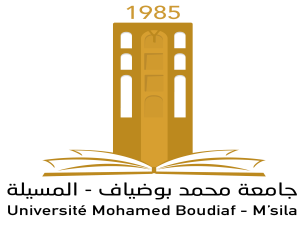 1985
جامعة محمد بوضياف - المسيلة
Université Mohamed Boudiaf - M'sila